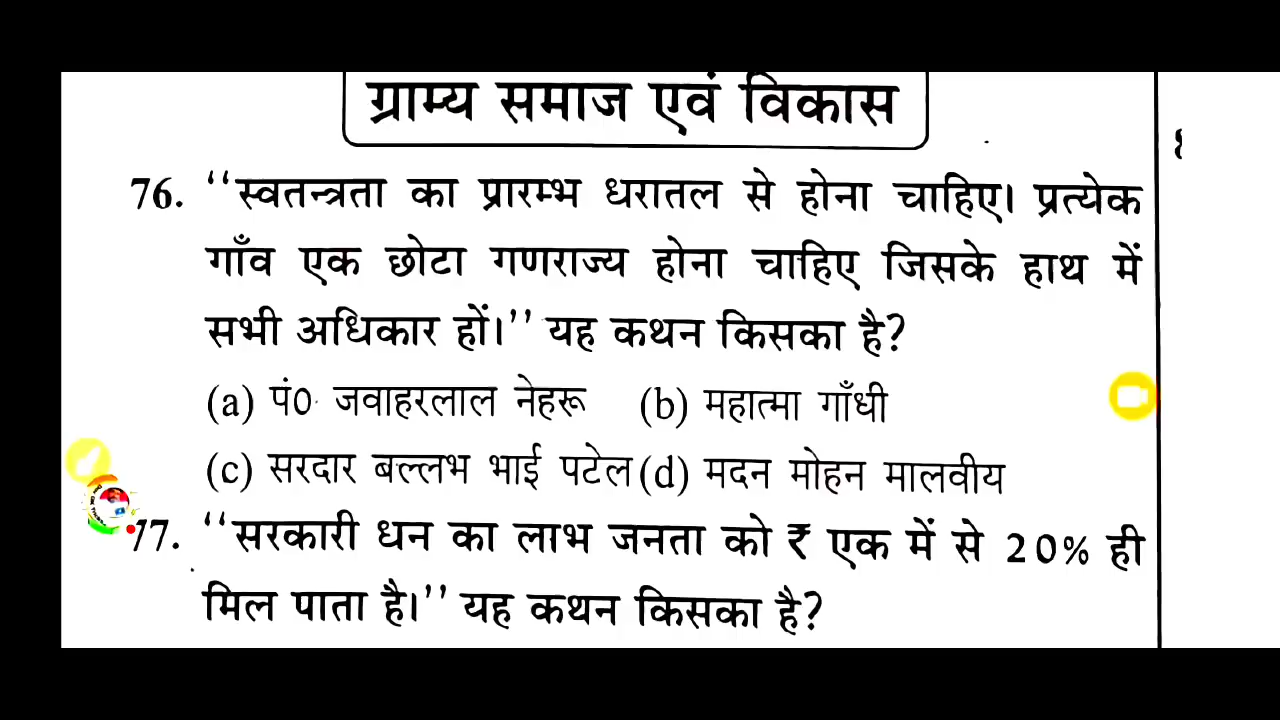 ग्राम्य समाज एवं विकास
76. ‘‘स्वतन्त्रता का प्रारम्भ धरातल से होना चाहिए। प्रत्येक
गाँव एक छोटा गणराज्य होना चाहिए जिसके हाथ में
सभी अधिकार हों।’’ यह कथन किसका है?
(a) पं0 जवाहरलाल नेहरू (b) महात्मा गाँधी
(c) सरदार बल्लभ भाई पटेल (d) मदन मोहन मालवीय
77. ‘‘सरकारी धन का लाभ जनता को ₹ एक में से 20% ही
मिल पाता है।’’ यह कथन किसका है?